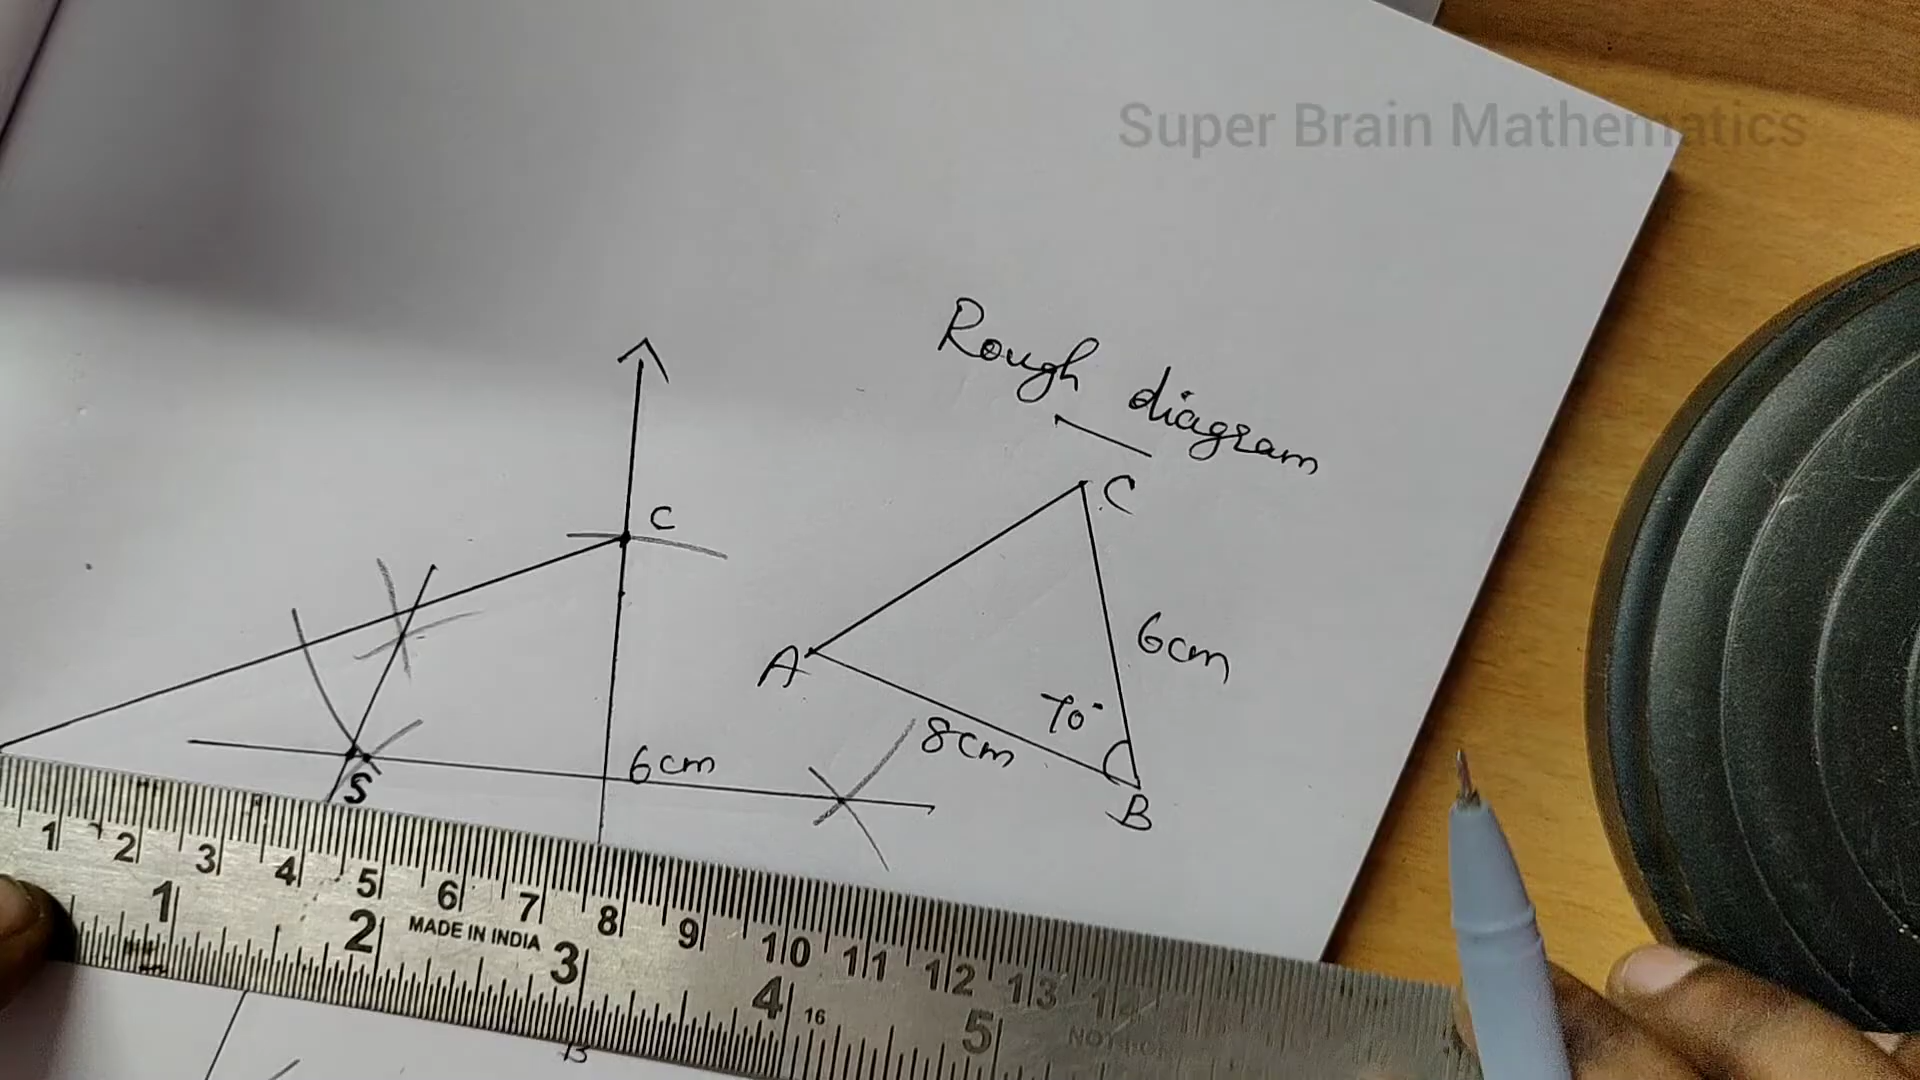 Super Brain Mathematics
Rough diagram
C
C
A
6cm
70°
8cm
B
6cm
S
1 2 3 4 5 6 7 8 9 10 11 12 13 14
1 2 MADE IN INDIA 3 4 16 5
B